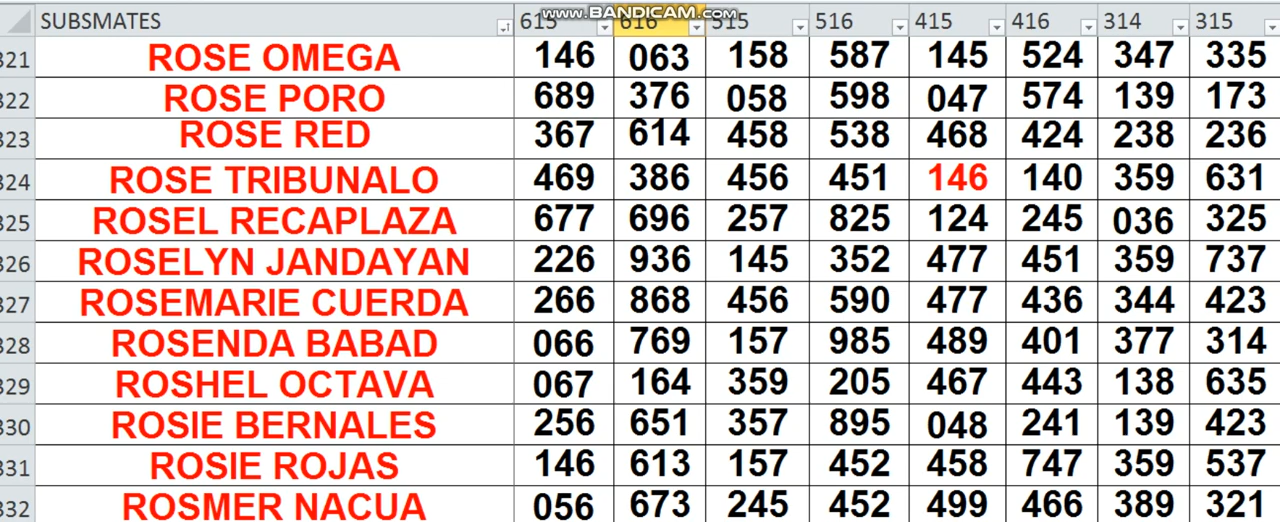 www.BANDICAM.com
SUBSMATES 615 616 515 516 415 416 314 315
321 ROSE OMEGA 146 063 158 587 145 524 347 335
322 ROSE PORO 689 376 058 598 047 574 139 173
323 ROSE RED 367 614 458 538 468 424 238 236
324 ROSE TRIBUNALO 469 386 456 451 146 140 359 631
325 ROSEL RECAPLAZA 677 696 257 825 124 245 036 325
326 ROSELYN JANDAYAN 226 936 145 352 477 451 359 737
327 ROSEMARIE CUERDA 266 868 456 590 477 436 344 423
328 ROSENDA BABAD 066 769 157 985 489 401 377 314
329 ROSHEL OCTAVA 067 164 359 205 467 443 138 635
330 ROSIE BERNALES 256 651 357 895 048 241 139 423
331 ROSIE ROJAS 146 613 157 452 458 747 359 537
332 ROSMER NACUA 056 673 245 452 499 466 389 321